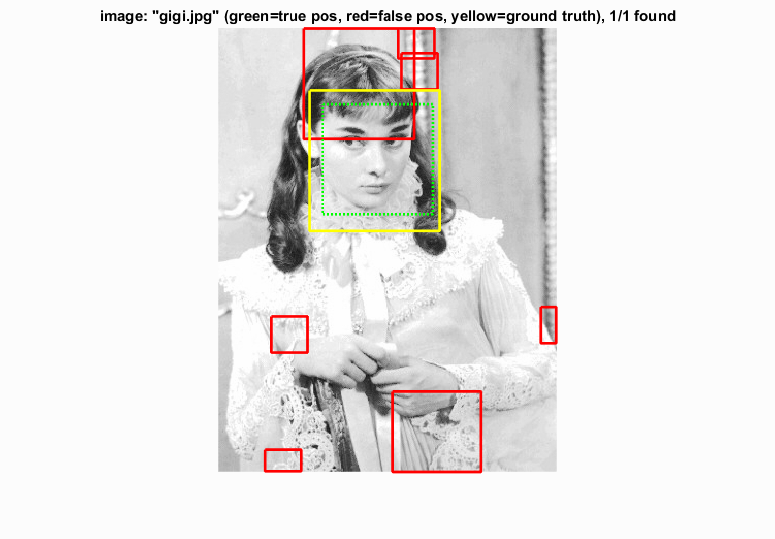 image: "gigi.jpg" (green=true pos, red=false pos, yellow=ground truth), 1/1 found